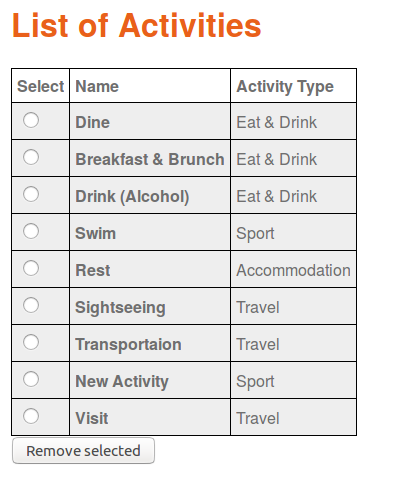 List of Activities
Select Name Activity Type
Dine Eat & Drink
Breakfast & Brunch Eat & Drink
Drink (Alcohol) Eat & Drink
Swim Sport
Rest Accommodation
Sightseeing Travel
Transportaion Travel
New Activity Sport
Visit Travel
Remove selected